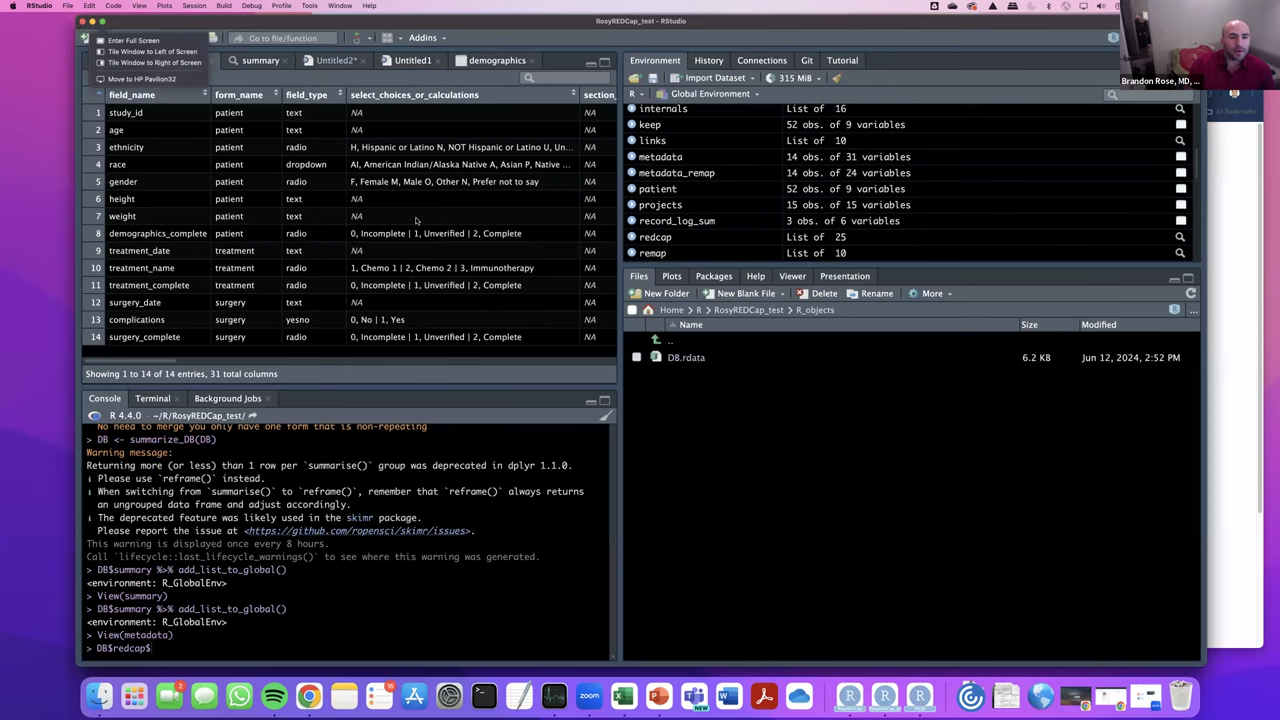 RStudio File Edit Code View Plots Session Build Debug Profile Tools Window Help
RosyREDCap_test - RStudio
Enter Full Screen
Tile Window to Left of Screen
Tile Window to Right of Screen
Move to HP Pavilion32
Go to file/function
Addins
summary
Untitled2*
Untitled1
demographics
field_name form_name field_type select_choices_or_calculations section_
1 study_id patient text NA NA
2 age patient text NA NA
3 ethnicity patient radio H, Hispanic or Latino N, NOT Hispanic or Latino U, Un... NA
4 race patient dropdown AI, American Indian/Alaska Native A, Asian P, Native ... NA
5 gender patient radio F, Female M, Male O, Other N, Prefer not to say NA
6 height patient text NA NA
7 weight patient text NA NA
8 demographics_complete patient radio 0, Incomplete | 1, Unverified | 2, Complete NA
9 treatment_date treatment text NA NA
10 treatment_name treatment radio 1, Chemo 1 | 2, Chemo 2 | 3, Immunotherapy NA
11 treatment_complete treatment radio 0, Incomplete | 1, Unverified | 2, Complete NA
12 surgery_date surgery text NA NA
13 complications surgery yesno 0, No | 1, Yes NA
14 surgery_complete surgery radio 0, Incomplete | 1, Unverified | 2, Complete NA
Showing 1 to 14 of 14 entries, 31 total columns
Console Terminal Background Jobs
R 4.4.0 · ~/R/RosyREDCap_test/
No need to merge you only have one form that is non-repeating
> DB <- summarize_DB(DB)
Warning message:
Returning more (or less) than 1 row per `summarise()` group was deprecated in dplyr 1.1.0.
ℹ Please use `reframe()` instead.
ℹ When switching from `summarise()` to `reframe()`, remember that `reframe()` always returns
an ungrouped data frame and adjust accordingly.
ℹ The deprecated feature was likely used in the skimr package.
Please report the issue at <https://github.com/ropensci/skimr/issues>.
This warning is displayed once every 8 hours.
Call `lifecycle::last_lifecycle_warnings()` to see where this warning was generated.
> DB$summary %>% add_list_to_global()
<environment: R_GlobalEnv>
> View(summary)
> DB$summary %>% add_list_to_global()
<environment: R_GlobalEnv>
> View(metadata)
> DB$redcap$
Environment History Connections Git Tutorial
Import Dataset 315 MiB
R Global Environment
internals List of 16
keep 52 obs. of 9 variables
links List of 10
metadata 14 obs. of 31 variables
metadata_remap 14 obs. of 24 variables
patient 52 obs. of 9 variables
projects 15 obs. of 15 variables
record_log_sum 3 obs. of 6 variables
redcap List of 25
remap List of 10
Files Plots Packages Help Viewer Presentation
New Folder New Blank File Delete Rename More
Home R RosyREDCap_test R_objects
Name Size Modified
..
DB.rdata 6.2 KB Jun 12, 2024, 2:52 PM
Brandon Rose, MD, ...
All Bookmarks
zoom
NEW